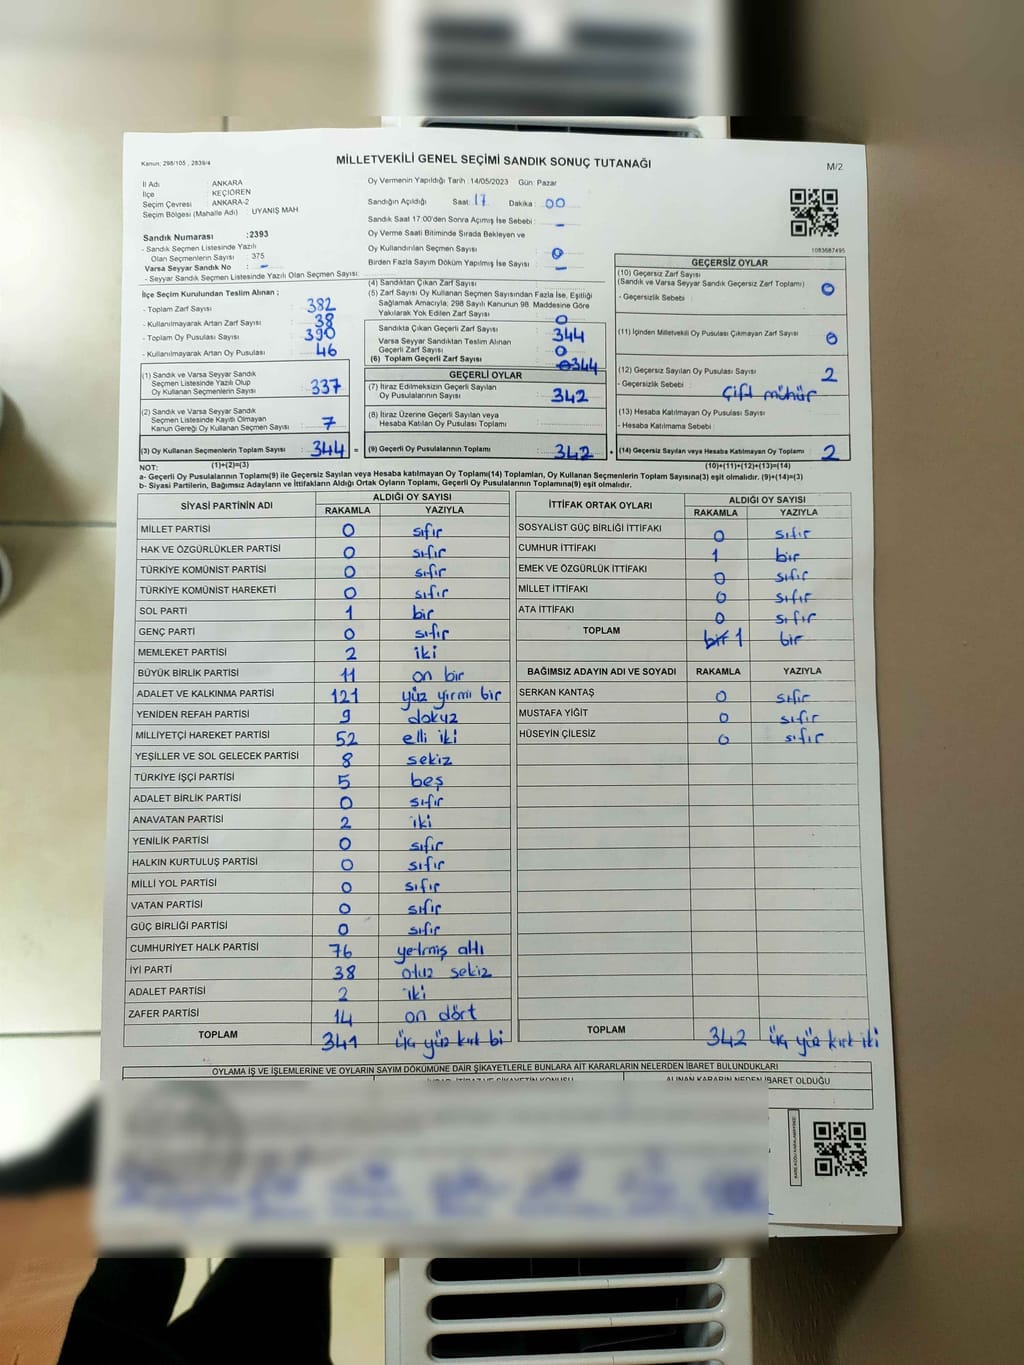 Kanun, 298/105 , 2839/4
MİLLETVEKİLİ GENEL SEÇİMİ SANDIK SONUÇ TUTANAĞI
M/2
İl Adı : ANKARA
İlçe : KEÇİÖREN
Seçim Çevresi : ANKARA-2
Seçim Bölgesi (Mahalle Adı) : UYANIŞ MAH
Sandık Numarası :2393
- Sandık Seçmen Listesinde Yazılı
Olan Seçmenlerin Sayısı : 375
Varsa Seyyar Sandık No : -
- Seyyar Sandık Seçmen Listesinde Yazılı Olan Seçmen Sayısı:
Oy Vermenin Yapıldığı Tarih :14/05/2023 Gün: Pazar
Sandığın Açıldığı Saat: 17 Dakika : 00
Sandık Saat 17.00'den Sonra Açımış İse Sebebi : -
Oy Verme Saati Bitiminde Sırada Bekleyen ve
Oy Kullandırılan Seçmen Sayısı : 0
Birden Fazla Sayım Döküm Yapılmış İse Sayısı : -
1083687495
İlçe Seçim Kurulundan Teslim Alınan ;
- Toplam Zarf Sayısı : 382
- Kullanılmayarak Artan Zarf Sayısı : 38
- Toplam Oy Pusulası Sayısı : 390
- Kullanılmayarak Artan Oy Pusulası : 46
(1) Sandık ve Varsa Seyyar Sandık
Seçmen Listesinde Yazılı Olup
Oy Kullanan Seçmenlerin Sayısı : 337
(2) Sandık ve Varsa Seyyar Sandık
Seçmen Listesinde Kayıtlı Olmayan
Kanun Gereği Oy Kullanan Seçmen Sayısı : 7
(3) Oy Kullanan Seçmenlerin Toplam Sayısı : 344 =
(4) Sandıktan Çıkan Zarf Sayısı :
(5) Zarf Sayısı Oy Kullanan Seçmen Sayısından Fazla İse, Eşitliği
Sağlamak Amacıyla; 298 Sayılı Kanunun 98. Maddesine Göre
Yakılarak Yok Edilen Zarf Sayısı : 0
Sandıkta Çıkan Geçerli Zarf Sayısı : 344
Varsa Seyyar Sandıktan Teslim Alınan
Geçerli Zarf Sayısı : 0
(6) Toplam Geçerli Zarf Sayısı : 344
GEÇERLİ OYLAR
(7) İtiraz Edilmeksizin Geçerli Sayılan
Oy Pusulalarının Sayısı : 342
(8) İtiraz Üzerine Geçerli Sayılan veya
Hesaba Katılan Oy Pusulalarının Toplamı :
(9) Geçerli Oy Pusulalarının Toplamı : 342 +
GEÇERSİZ OYLAR
(10) Geçersiz Zarf Sayısı
(Sandık ve Varsa Seyyar Sandık Geçersiz Zarf Toplamı) : 0
- Geçersizlik Sebebi :
(11) İçinden Milletvekili Oy Pusulası Çıkmayan Zarf Sayısı : 0
(12) Geçersiz Sayılan Oy Pusulası Sayısı : 2
- Geçersizlik Sebebi : Çift mühür
(13) Hesaba Katılmayan Oy Pusulası Sayısı :
- Hesaba Katılmama Sebebi :
(14) Geçersiz Sayılan veya Hesaba Katılmayan Oy Toplamı : 2
NOT: (1)+(2)=(3) (10)+(11)+(12)+(13)=(14)
a- Geçerli Oy Pusulalarının Toplamı(9) ile Geçersiz Sayılan veya Hesaba katılmayan Oy Toplamı(14) Toplamları, Oy Kullanan Seçmenlerin Toplam Sayısına(3) eşit olmalıdır. (9)+(14)=(3)
b- Siyasi Partilerin, Bağımsız Adayların ve İttifakların Aldığı Ortak Oyların Toplamı, Geçerli Oy Pusulalarının Toplamına(9) eşit olmalıdır.
SİYASİ PARTİNİN ADI ALDIĞI OY SAYISI
RAKAMLA YAZIYLA
MİLLET PARTİSİ 0 sıfır
HAK VE ÖZGÜRLÜKLER PARTİSİ 0 sıfır
TÜRKİYE KOMÜNİST PARTİSİ 0 sıfır
TÜRKİYE KOMÜNİST HAREKETİ 0 sıfır
SOL PARTİ 1 bir
GENÇ PARTİ 0 sıfır
MEMLEKET PARTİSİ 2 iki
BÜYÜK BİRLİK PARTİSİ 11 on bir
ADALET VE KALKINMA PARTİSİ 121 yüz yirmi bir
YENİDEN REFAH PARTİSİ 9 dokuz
MİLLİYETÇİ HAREKET PARTİSİ 52 elli iki
YEŞİLLER VE SOL GELECEK PARTİSİ 8 sekiz
TÜRKİYE İŞÇİ PARTİSİ 5 beş
ADALET BİRLİK PARTİSİ 0 sıfır
ANAVATAN PARTİSİ 2 iki
YENİLİK PARTİSİ 0 sıfır
HALKIN KURTULUŞ PARTİSİ 0 sıfır
MİLLİ YOL PARTİSİ 0 sıfır
VATAN PARTİSİ 0 sıfır
GÜÇ BİRLİĞİ PARTİSİ 0 sıfır
CUMHURİYET HALK PARTİSİ 76 yetmiş altı
İYİ PARTİ 38 otuz sekiz
ADALET PARTİSİ 2 iki
ZAFER PARTİSİ 14 on dört
TOPLAM 341 üç yüz kırk bi
İTTİFAK ORTAK OYLARI ALDIĞI OY SAYISI
RAKAMLA YAZIYLA
SOSYALİST GÜÇ BİRLİĞİ İTTİFAKI 0 sıfır
CUMHUR İTTİFAKI 1 bir
EMEK VE ÖZGÜRLÜK İTTİFAKI 0 sıfır
MİLLET İTTİFAKI 0 sıfır
ATA İTTİFAKI 0 sıfır
TOPLAM bir 1 bir
BAĞIMSIZ ADAYIN ADI VE SOYADI RAKAMLA YAZIYLA
SERKAN KANTAŞ 0 sıfır
MUSTAFA YİĞİT 0 sıfır
HÜSEYİN ÇİLESİZ 0 sıfır
TOPLAM 342 üç yüz kırk iki
OYLAMA İŞ VE İŞLEMLERİNE VE OYLARIN SAYIM DÖKÜMÜNE DAİR ŞİKAYETLERLE BUNLARA AİT KARARLARIN NELERDEN İBARET BULUNDUKLARI
ALINAN KARARIN NEDEN İBARET OLDUĞU